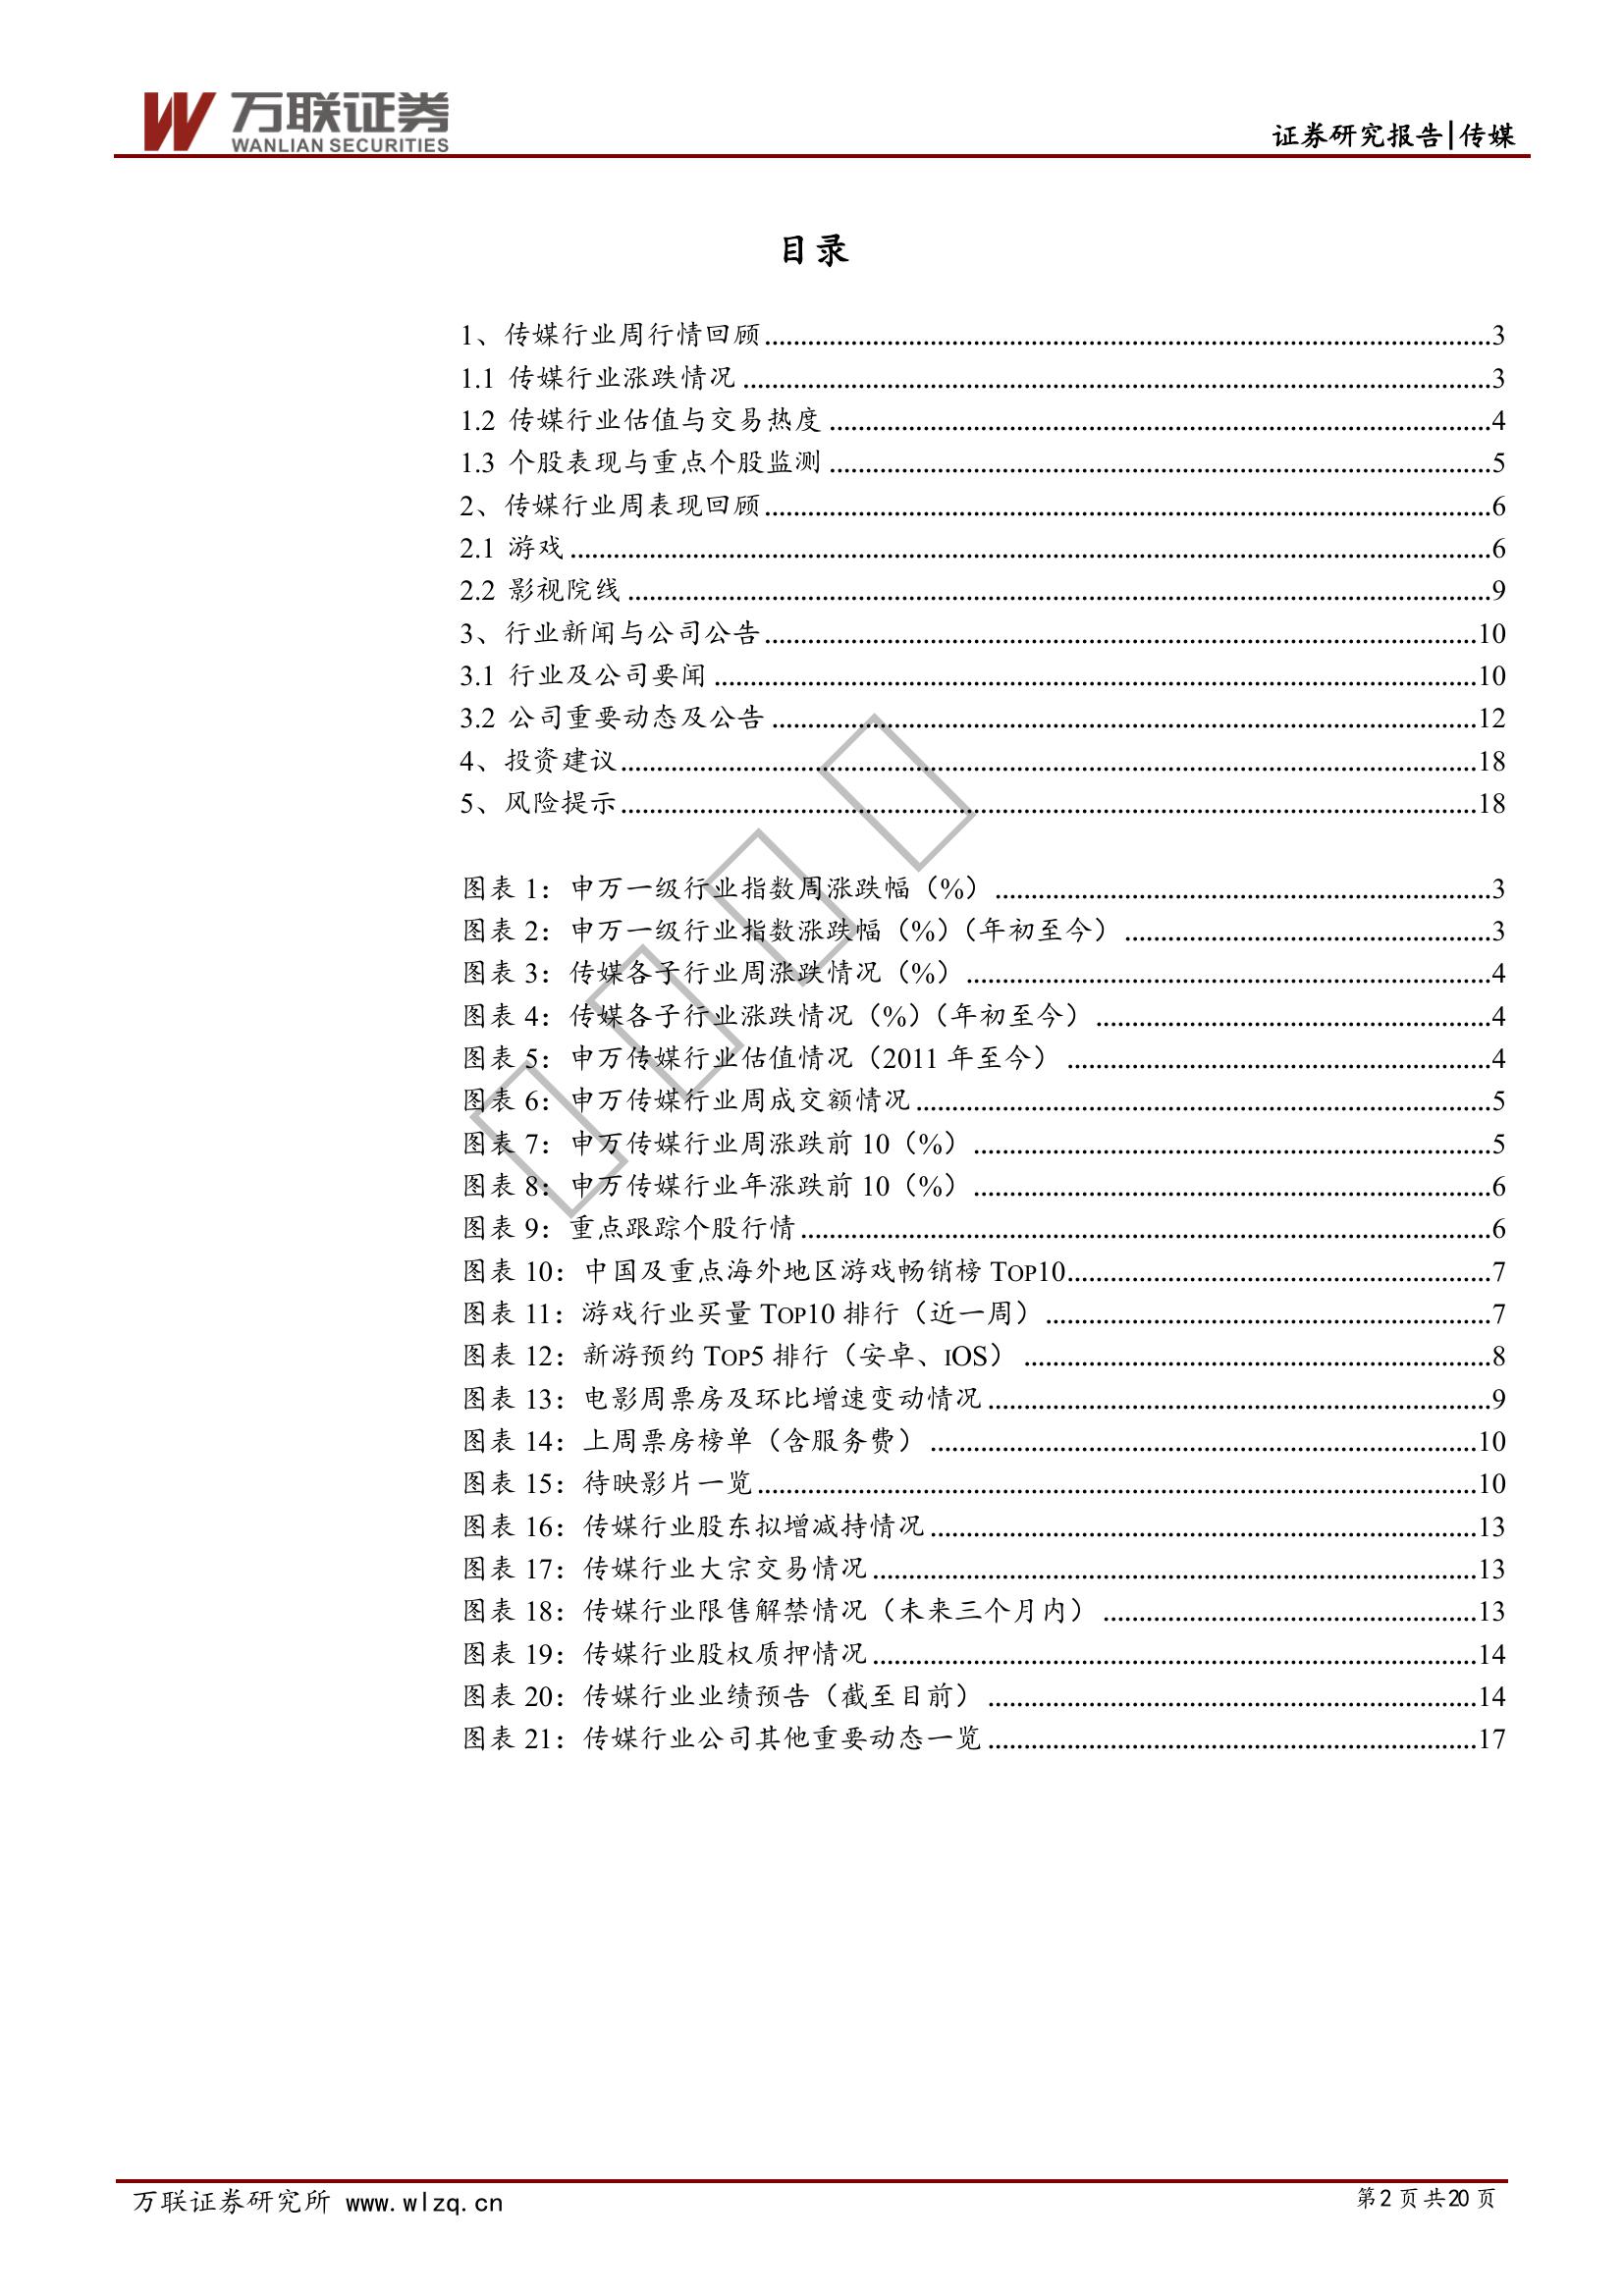 万联证券
WANLIAN SECURITIES
证券研究报告|传媒
目录
1、传媒行业周行情回顾........................3
1.1 传媒行业涨跌情况........................3
1.2 传媒行业估值与交易热度........................4
1.3 个股表现与重点个股监测........................5
2、传媒行业周表现回顾........................6
2.1 游戏........................6
2.2 影视院线........................9
3、行业新闻与公司公告........................10
3.1 行业及公司要闻........................10
3.2 公司重要动态及公告........................12
4、投资建议........................18
5、风险提示........................18
图表 1：申万一级行业指数周涨跌幅（%）........................3
图表 2：申万一级行业指数涨跌幅（%）（年初至今）........................3
图表 3：传媒各子行业周涨跌情况（%）........................4
图表 4：传媒各子行业涨跌情况（%）（年初至今）........................4
图表 5：申万传媒行业估值情况（2011 年至今）........................4
图表 6：申万传媒行业周成交额情况........................5
图表 7：申万传媒行业周涨跌前 10（%）........................5
图表 8：申万传媒行业年涨跌前 10（%）........................6
图表 9：重点跟踪个股行情........................6
图表 10：中国及重点海外地区游戏畅销榜 Top10........................7
图表 11：游戏行业买量 Top10 排行（近一周）........................7
图表 12：新游预约 Top5 排行（安卓、iOS）........................8
图表 13：电影周票房及环比增速变动情况........................9
图表 14：上周票房榜单（含服务费）........................10
图表 15：待映影片一览........................10
图表 16：传媒行业股东拟增减持情况........................13
图表 17：传媒行业大宗交易情况........................13
图表 18：传媒行业限售解禁情况（未来三个月内）........................13
图表 19：传媒行业股权质押情况........................14
图表 20：传媒行业业绩预告（截至目前）........................14
图表 21：传媒行业公司其他重要动态一览........................17
万联证券研究所 www.wlzq.cn
第2 页 共20 页